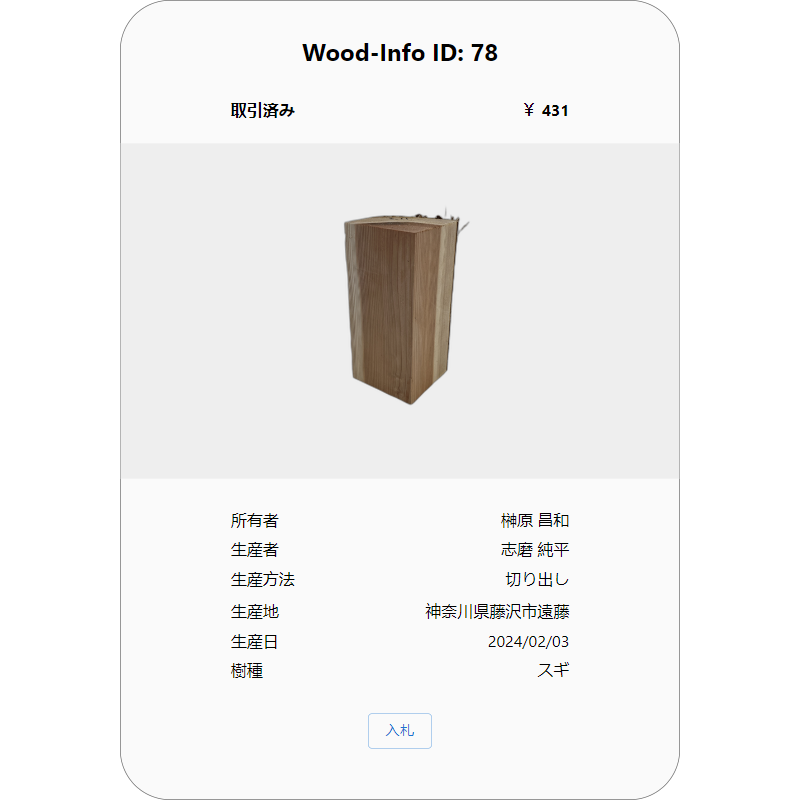 Wood-Info ID: 78
取引済み ￥ 431
所有者 榊原 昌和
生産者 志磨 純平
生産方法 切り出し
生産地 神奈川県藤沢市遠藤
生産日 2024/02/03
樹種 スギ
入札